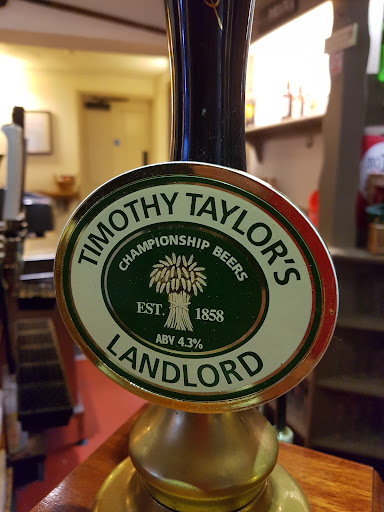 TIMOTHY TAYLOR'S
CHAMPIONSHIP BEERS
EST. 1858
ABV 4.3%
LANDLORD